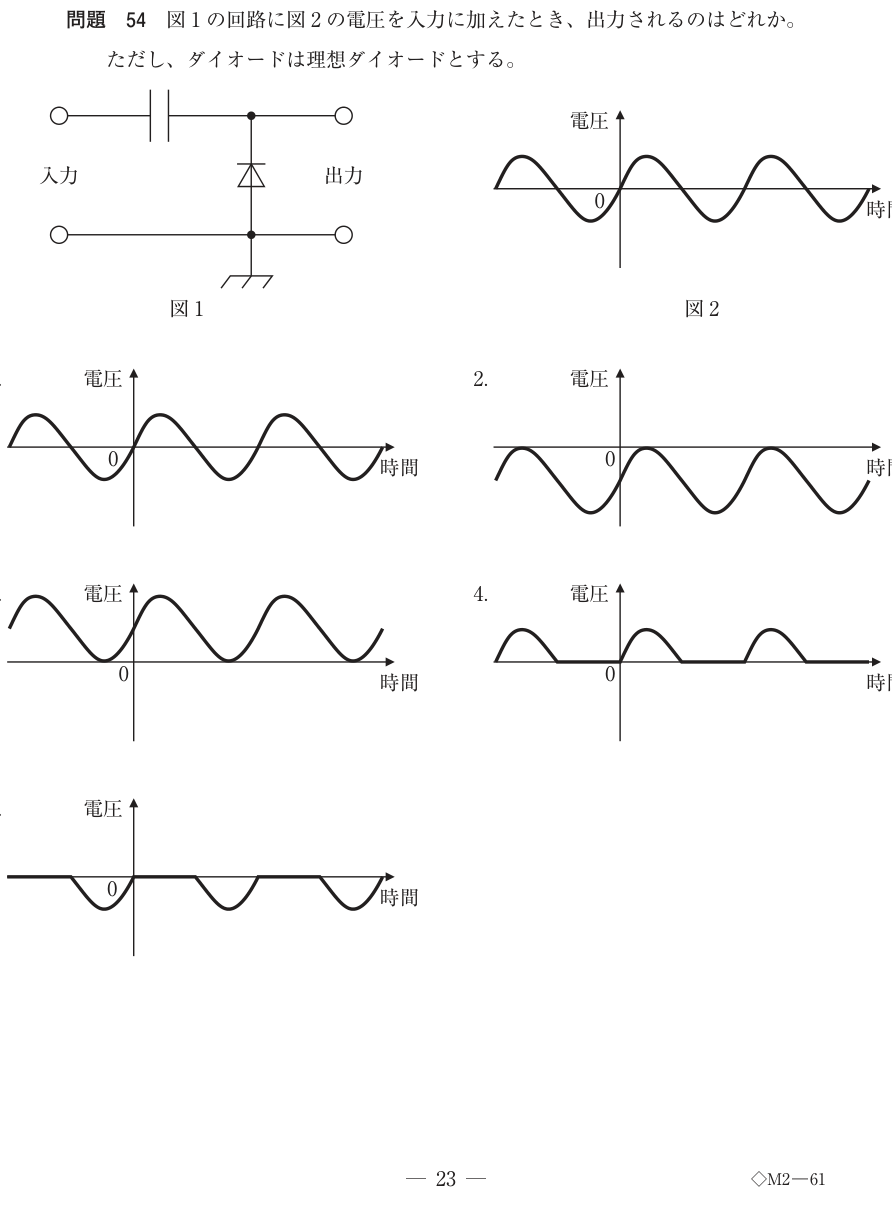 問題 54 図1の回路に図2の電圧を入力に加えたとき、出力されるのはどれか。
ただし、ダイオードは理想ダイオードとする。
入力
出力
図1
電圧
0
時間
図2
電圧
0
時間
2.
電圧
0
時間
電圧
0
時間
4.
電圧
0
時間
電圧
0
時間
― 23 ―
◇M2―61